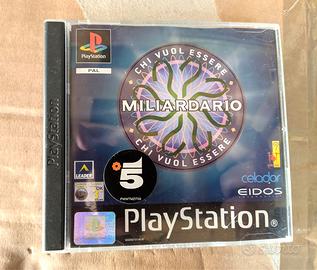 PlayStation
PAL
CHI VUOL ESSERE
MILIARDARIO
CHI VUOL ESSERE
PlayStation
LEADER
5
celador
EIDOS
PlayStation